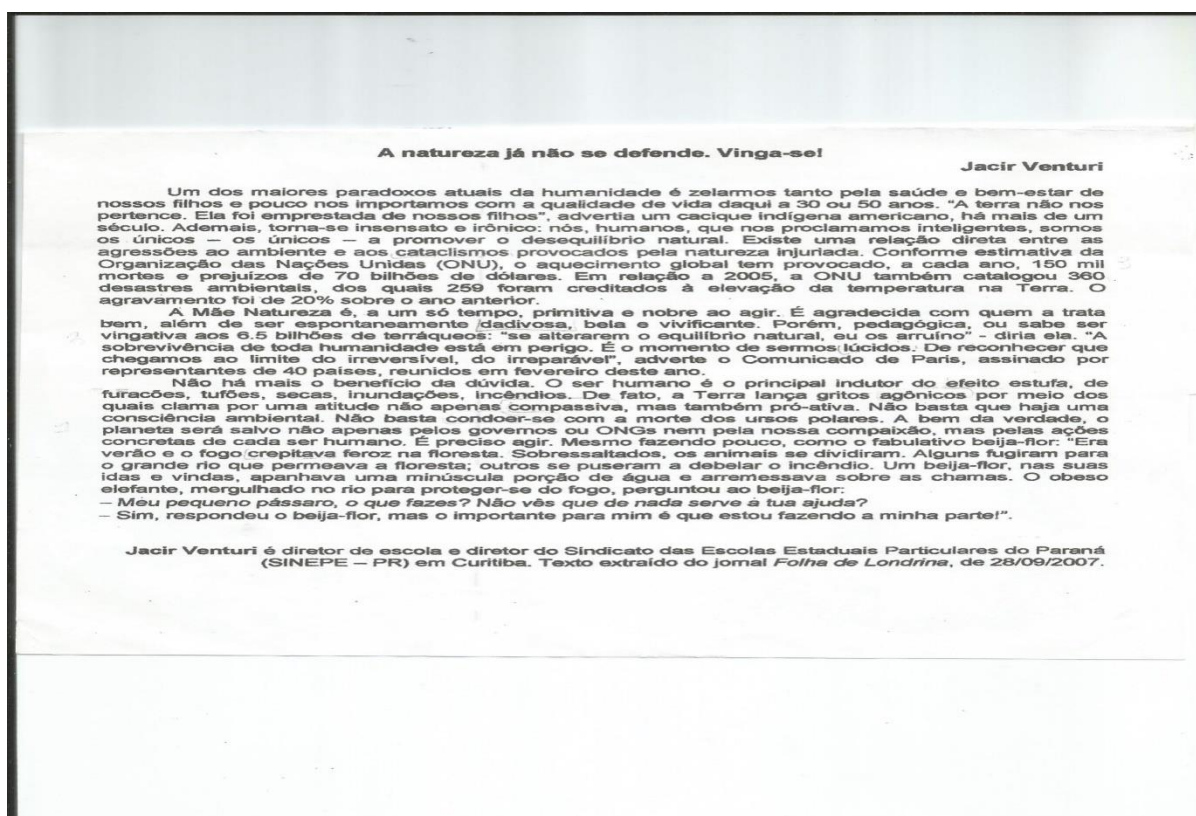 A natureza já não se defende. Vinga-se!
Jacir Venturi
Um dos maiores paradoxos atuais da humanidade é zelarmos tanto pela saúde e bem-estar de
nossos filhos e pouco nos importamos com a qualidade de vida daqui a 30 ou 50 anos. "A terra não nos
pertence. Ela foi emprestada de nossos filhos", advertia um cacique indígena americano, há mais de um
século. Ademais, torna-se insensato e irônico: nós, humanos, que nos proclamamos inteligentes, somos
os únicos – os únicos – a promover o desequilíbrio natural. Existe uma relação direta entre as
agressões ao ambiente e aos cataclismos provocados pela natureza injuriada. Conforme estimativa da
Organização das Nações Unidas (ONU), o aquecimento global tem provocado, a cada ano, 150 mil
mortes e prejuízos de 70 bilhões de dólares. Em relação a 2005, a ONU também catalogou 360
desastres ambientais, dos quais 259 foram creditados à elevação da temperatura na Terra. O
agravamento foi de 20% sobre o ano anterior.
A Mãe Natureza é, a um só tempo, primitiva e nobre ao agir. É agradecida com quem a trata
bem, além de ser espontaneamente dadivosa, bela e vivificante. Porém, pedagógica, ou sabe ser
vingativa aos 6.5 bilhões de terráqueos: "se alterarem o equilíbrio natural, eu os arruíno" - diria ela. "A
sobrevivência de toda humanidade está em perigo. É o momento de sermos lúcidos. De reconhecer que
chegamos ao limite do irreversível, do irreparável", adverte o Comunicado de Paris, assinado por
representantes de 40 países, reunidos em fevereiro deste ano.
Não há mais o benefício da dúvida. O ser humano é o principal indutor do efeito estufa, de
furacões, tufões, secas, inundações, incêndios. De fato, a Terra lança gritos agônicos por meio dos
quais clama por uma atitude não apenas compassiva, mas também pró-ativa. Não basta que haja uma
consciência ambiental. Não basta condoer-se com a morte dos ursos polares. A bem da verdade, o
planeta será salvo não apenas pelos governos ou ONGs nem pela nossa compaixão, mas pelas ações
concretas de cada ser humano. É preciso agir. Mesmo fazendo pouco, como o fabulativo beija-flor: "Era
verão e o fogo crepitava feroz na floresta. Sobressaltados, os animais se dividiram. Alguns fugiram para
o grande rio que permeava a floresta; outros se puseram a debelar o incêndio. Um beija-flor, nas suas
idas e vindas, apanhava uma minúscula porção de água e arremessava sobre as chamas. O obeso
elefante, mergulhado no rio para proteger-se do fogo, perguntou ao beija-flor:
– Meu pequeno pássaro, o que fazes? Não vês que de nada serve a tua ajuda?
– Sim, respondeu o beija-flor, mas o importante para mim é que estou fazendo a minha parte!".
Jacir Venturi é diretor de escola e diretor do Sindicato das Escolas Estaduais Particulares do Paraná
(SINEPE – PR) em Curitiba. Texto extraído do jornal Folha de Londrina, de 28/09/2007.